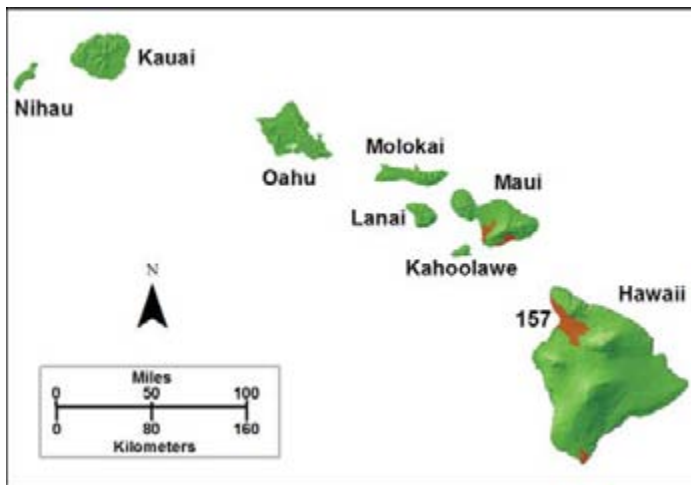 Kauai
Nihau
Oahu
Molokai
Maui
Lanai
Kahoolawe
Hawaii
157
N
Miles
0 50 100
0 80 160
Kilometers